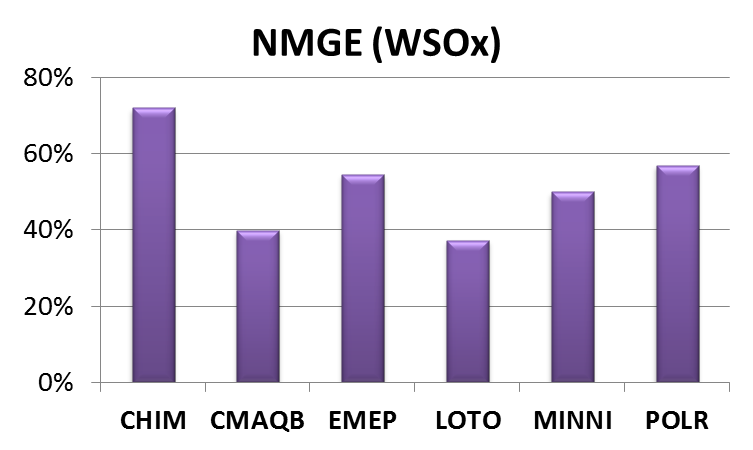 NMGE (WSOx)
80%
60%
40%
20%
0%
CHIM CMAQB EMEP LOTO MINNI POLR